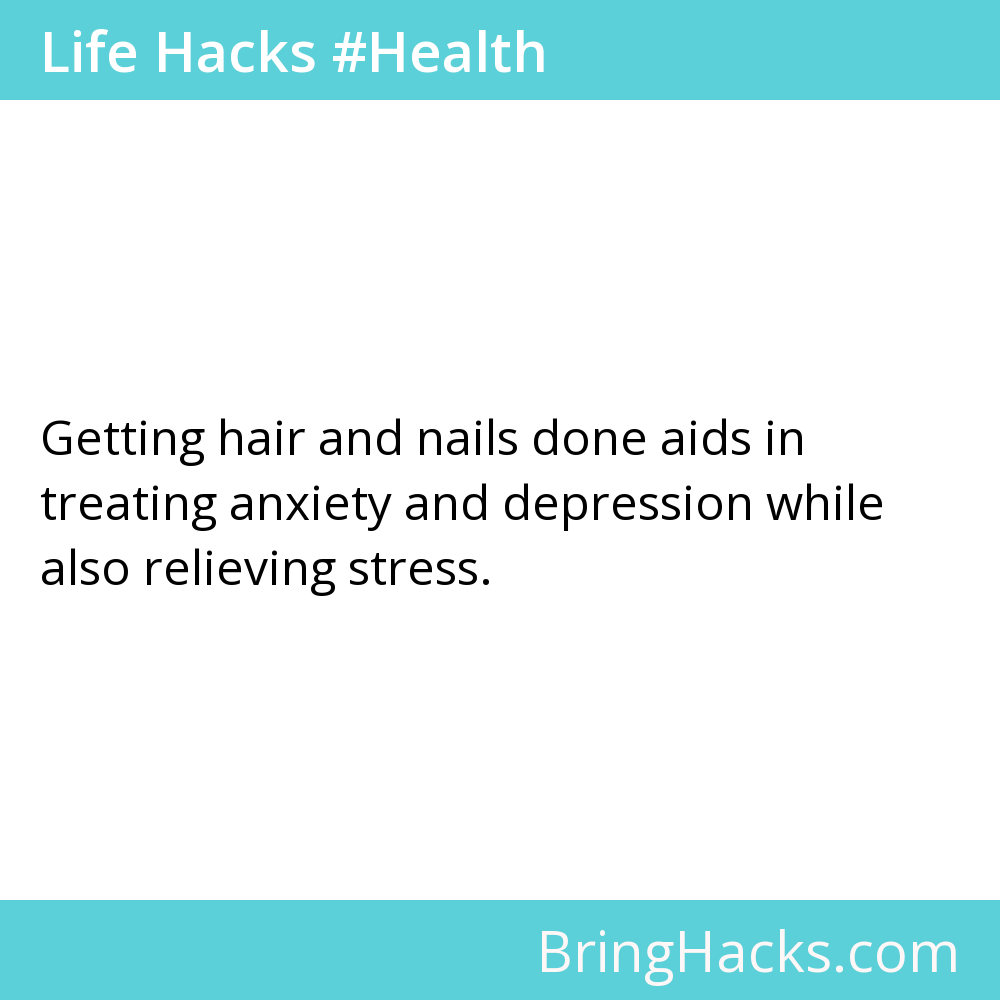 Life Hacks #Health
Getting hair and nails done aids in
treating anxiety and depression while
also relieving stress.
BringHacks.com